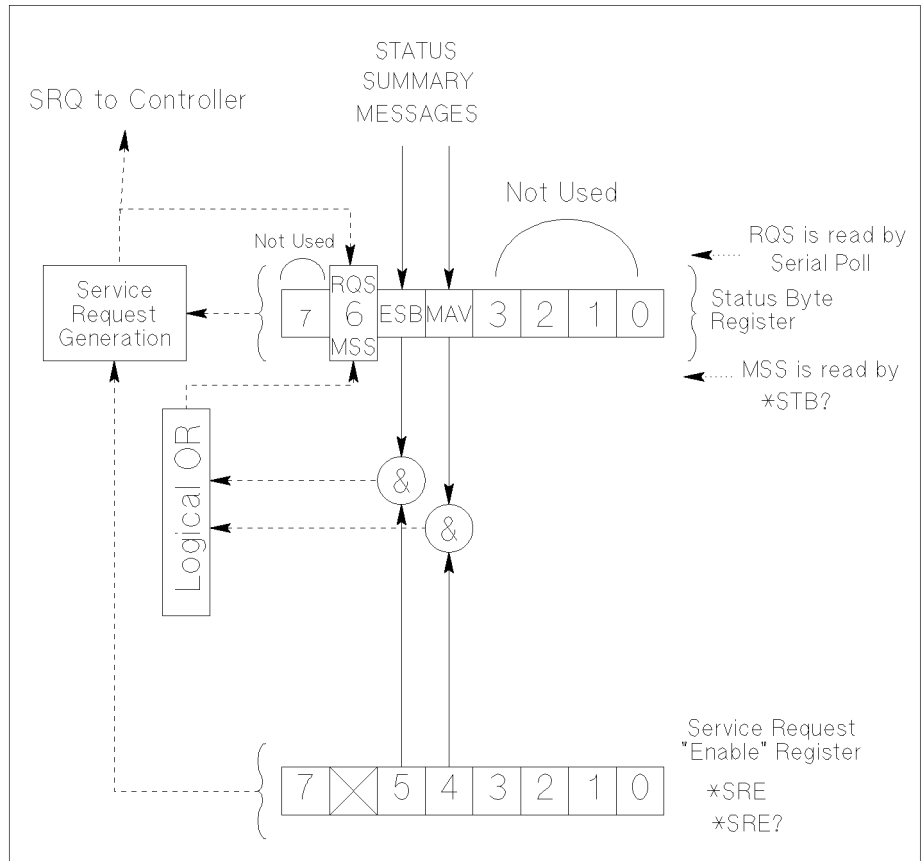 STATUS
SUMMARY
MESSAGES
SRQ to Controller
Not Used
Not Used
RQS is read by
Serial Poll
Service
Request
Generation
7
RQS
6
MSS
ESB MAV 3 2 1 0
Status Byte
Register
MSS is read by
*STB?
Logical OR
&
&
Service Request
"Enable" Register
7 5 4 3 2 1 0
*SRE
*SRE?